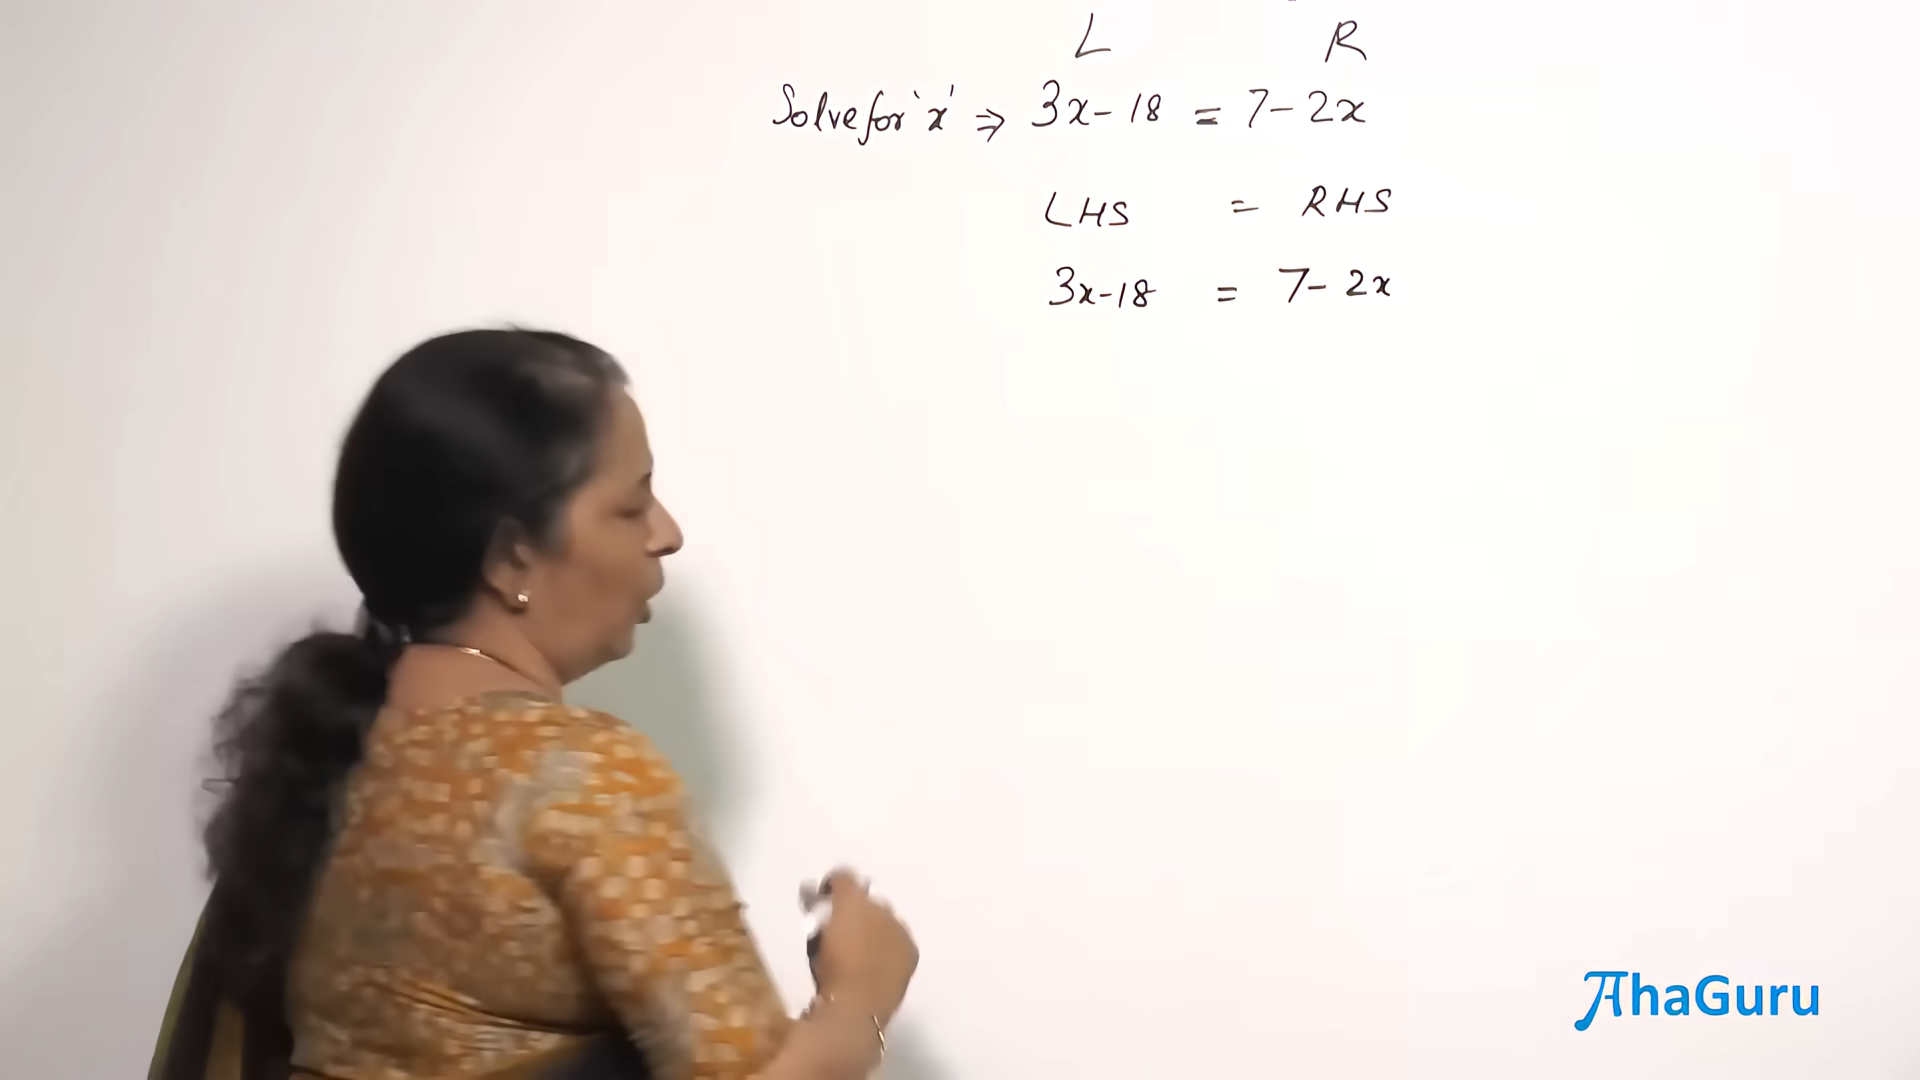 L R
Solve for 'x' ⇒ 3x - 18 = 7 - 2x
LHS = RHS
3x - 18 = 7 - 2x
AhaGuru